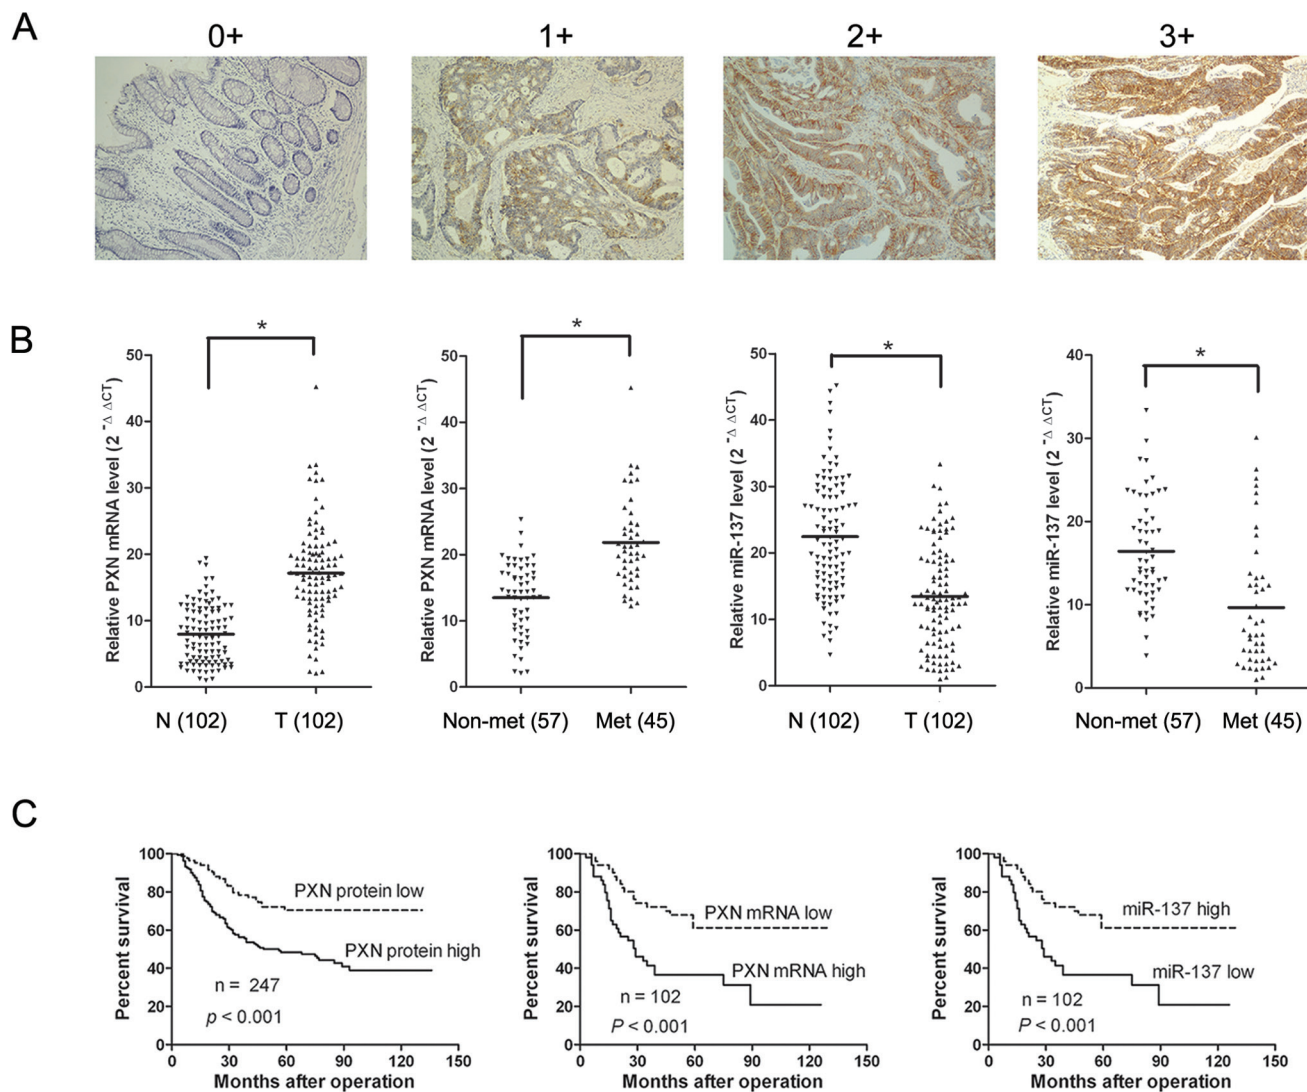 A
0+ 1+ 2+ 3+
B
Relative PXN mRNA level (2 ⁻Δ ΔCT)
50
40
30
20
10
0
*
N (102) T (102)
Relative PXN mRNA level (2 ⁻Δ ΔCT)
50
40
30
20
10
0
*
Non-met (57) Met (45)
Relative miR-137 level (2 ⁻Δ ΔCT)
50
40
30
20
10
0
*
N (102) T (102)
Relative miR-137 level (2 ⁻Δ ΔCT)
40
30
20
10
0
*
Non-met (57) Met (45)
C
Percent survival
100
80
60
40
20
0
PXN protein low
PXN protein high
n = 247
p < 0.001
0 30 60 90 120 150
Months after operation
Percent survival
100
80
60
40
20
0
PXN mRNA low
PXN mRNA high
n = 102
P < 0.001
0 30 60 90 120 150
Months after operation
Percent survival
100
80
60
40
20
0
miR-137 high
miR-137 low
n = 102
P < 0.001
0 30 60 90 120 150
Months after operation